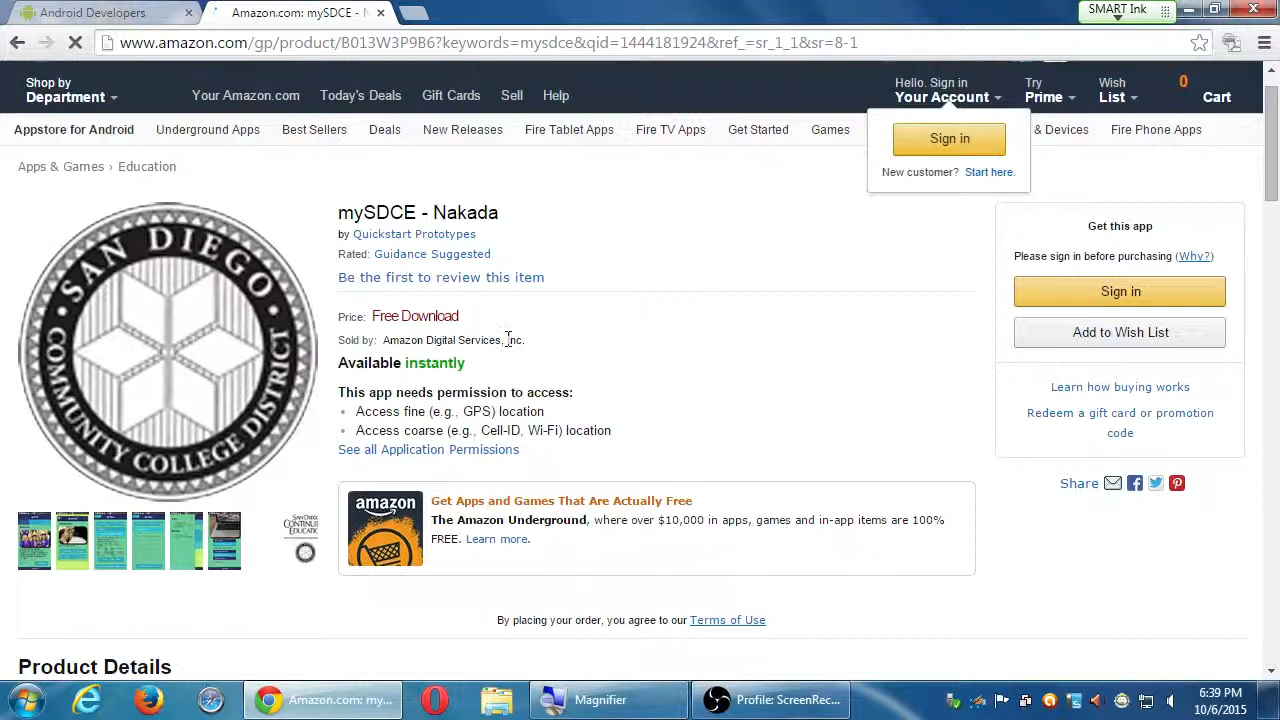 Android Developers
Amazon.com: mySDCE - N
SMART Ink
www.amazon.com/gp/product/B013W3P9B6?keywords=mysdce&qid=1444181924&ref_=sr_1_1&sr=8-1
Shop by
Department
Your Amazon.com
Today's Deals
Gift Cards
Sell
Help
Hello. Sign in
Your Account
Try
Prime
Wish
List
0
Cart
Appstore for Android
Underground Apps
Best Sellers
Deals
New Releases
Fire Tablet Apps
Fire TV Apps
Get Started
Games
& Devices
Fire Phone Apps
Sign in
New customer? Start here.
Apps & Games › Education
SAN DIEGO
COMMUNITY COLLEGE DISTRICT
mySDCE - Nakada
by Quickstart Prototypes
Rated: Guidance Suggested
Be the first to review this item
Price: Free Download
Sold by: Amazon Digital Services, Inc.
Available instantly
This app needs permission to access:
• Access fine (e.g., GPS) location
• Access coarse (e.g., Cell-ID, Wi-Fi) location
See all Application Permissions
Get this app
Please sign in before purchasing (Why?)
Sign in
Add to Wish List
Learn how buying works
Redeem a gift card or promotion
code
Share
amazon
Get Apps and Games That Are Actually Free
The Amazon Underground, where over $10,000 in apps, games and in-app items are 100%
FREE. Learn more.
By placing your order, you agree to our Terms of Use
Product Details
Amazon.com: my...
Magnifier
Profile: ScreenRec...
6:39 PM
10/6/2015